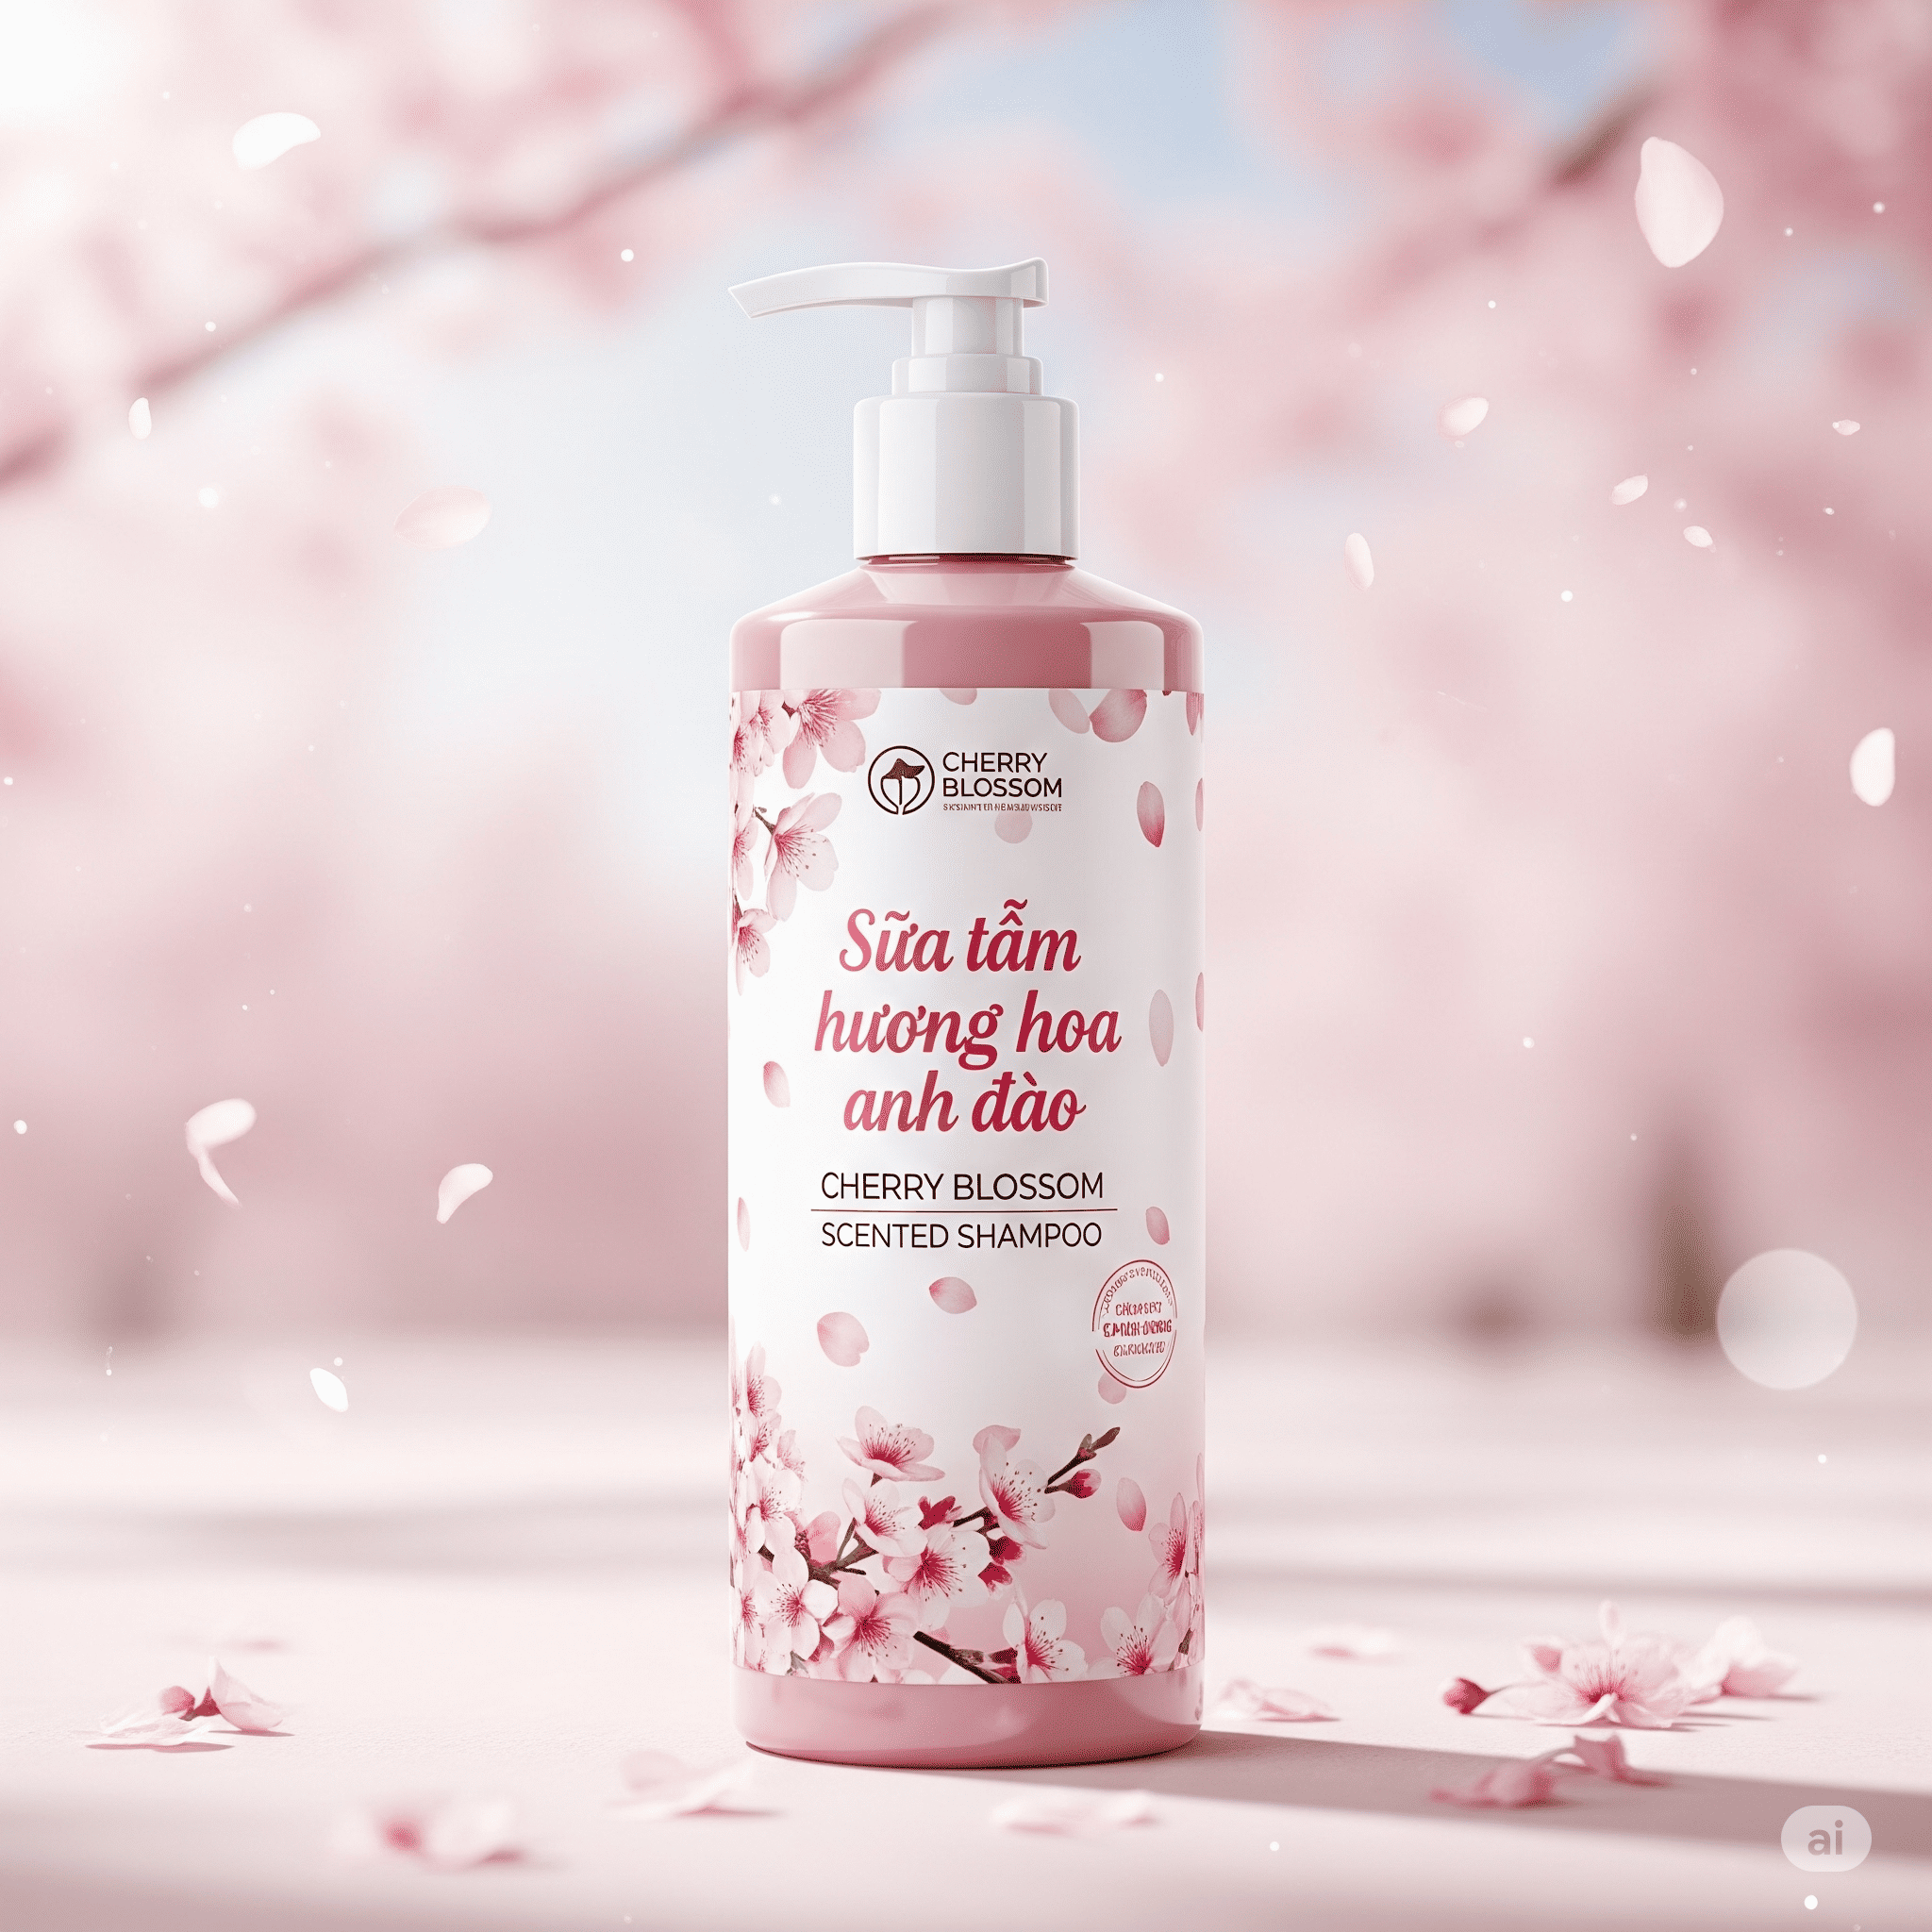 CHERRY
BLOSSOM
Sữa tẫm
hương hoa
anh đào
CHERRY BLOSSOM
SCENTED SHAMPOO
ai